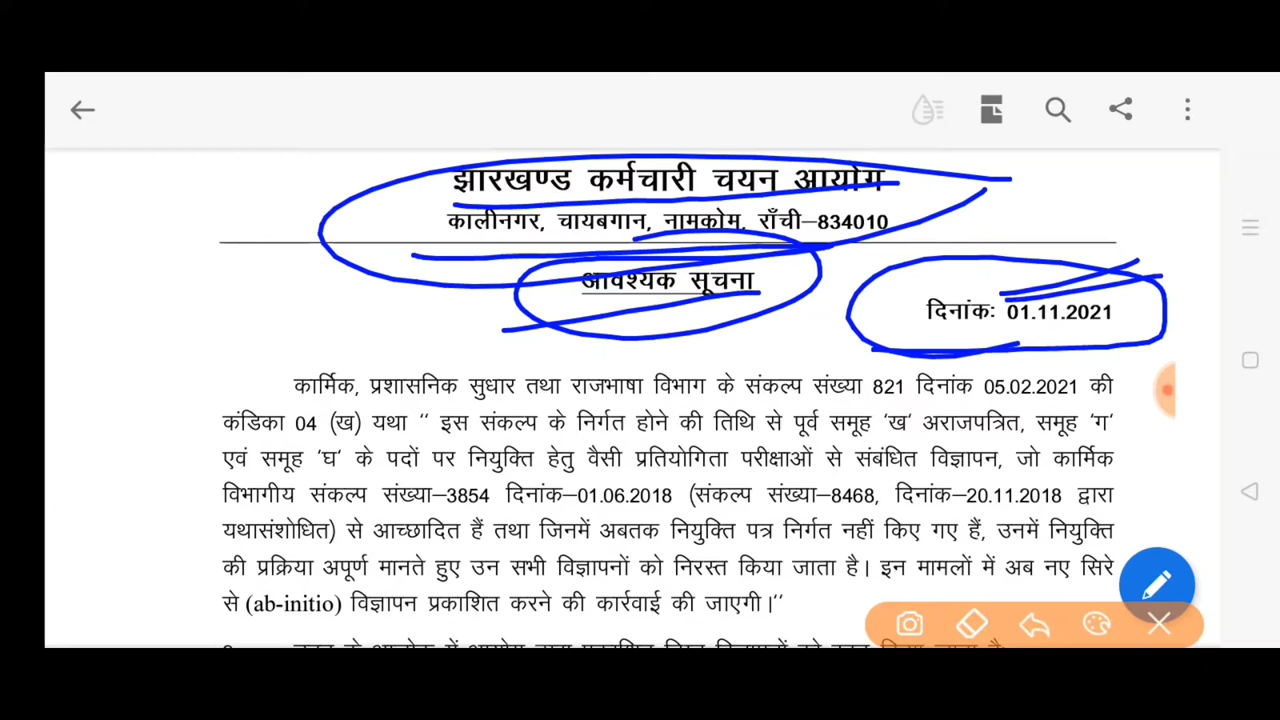 झारखण्ड कर्मचारी चयन आयोग
कालीनगर, चायबगान, नामकोम, राँची–834010
आवश्यक सूचना
दिनांकः 01.11.2021
कार्मिक, प्रशासनिक सुधार तथा राजभाषा विभाग के संकल्प संख्या 821 दिनांक 05.02.2021 की
कंडिका 04 (ख) यथा “ इस संकल्प के निर्गत होने की तिथि से पूर्व समूह ‘ख’ अराजपत्रित, समूह ‘ग’
एवं समूह ‘घ’ के पदों पर नियुक्ति हेतु वैसी प्रतियोगिता परीक्षाओं से संबंधित विज्ञापन, जो कार्मिक
विभागीय संकल्प संख्या–3854 दिनांक–01.06.2018 (संकल्प संख्या–8468, दिनांक–20.11.2018 द्वारा
यथासंशोधित) से आच्छादित हैं तथा जिनमें अबतक नियुक्ति पत्र निर्गत नहीं किए गए हैं, उनमें नियुक्ति
की प्रक्रिया अपूर्ण मानते हुए उन सभी विज्ञापनों को निरस्त किया जाता है। इन मामलों में अब नए सिरे
से (ab-initio) विज्ञापन प्रकाशित करने की कार्रवाई की जाएगी।”